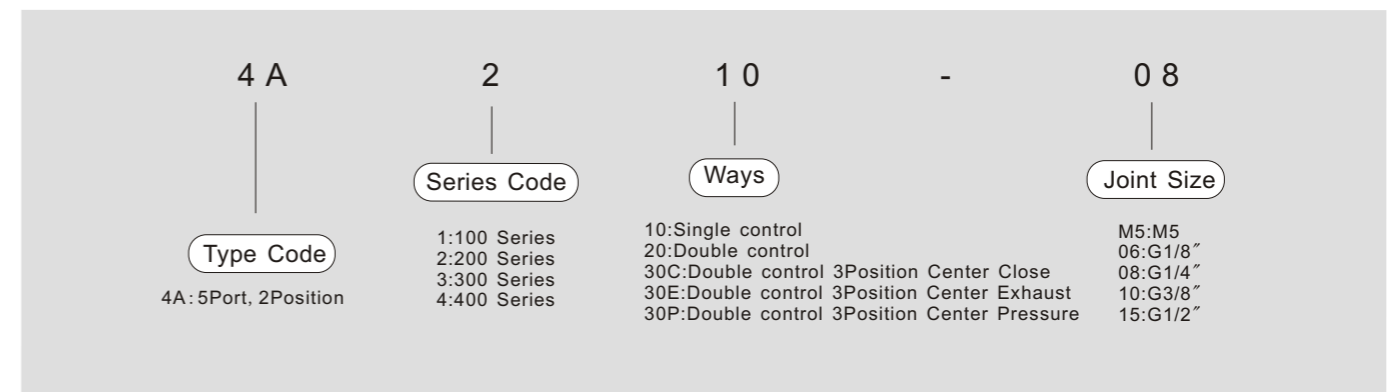 4A 2 10 - 08
Series Code
Ways
Joint Size
Type Code
4A:5Port, 2Position
1:100 Series
2:200 Series
3:300 Series
4:400 Series
10:Single control
20:Double control
30C:Double control 3Position Center Close
30E:Double control 3Position Center Exhaust
30P:Double control 3Position Center Pressure
M5:M5
06:G1/8″
08:G1/4″
10:G3/8″
15:G1/2″